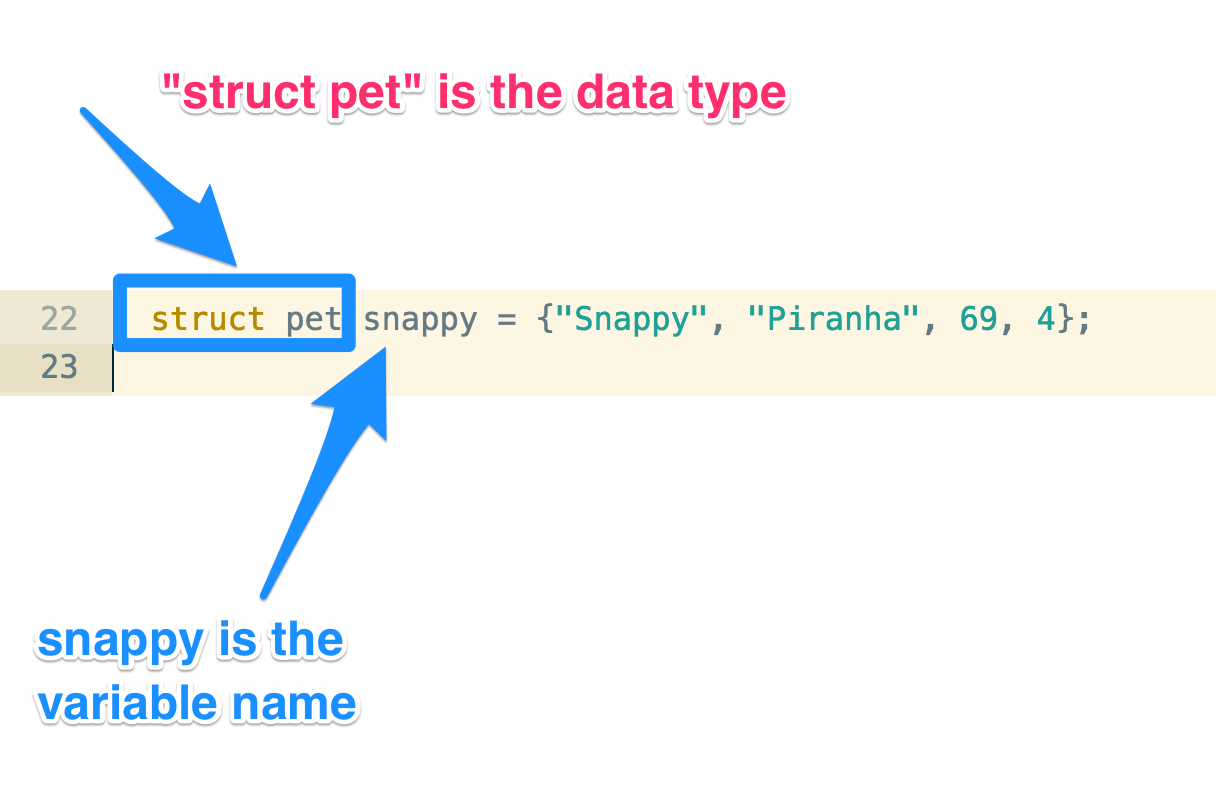 "struct pet" is the data type
22 struct pet snappy = {"Snappy", "Piranha", 69, 4};
23
snappy is the
variable name